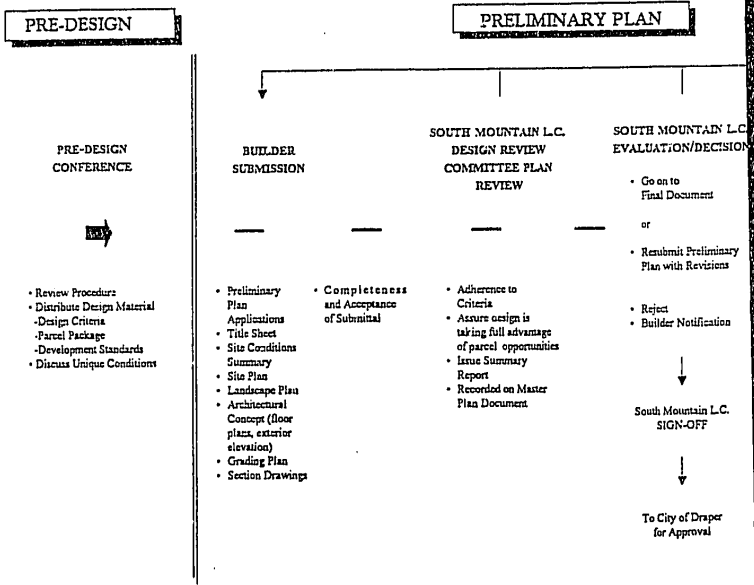 PRE-DESIGN
PRELIMINARY PLAN
PRE-DESIGN
CONFERENCE
• Review Procedure
• Distribute Design Material
-Design Criteria
-Parcel Package
-Development Standards
• Discuss Unique Conditions
BUILDER
SUBMISSION
• Preliminary
Plan
Applications
• Title Sheet
• Site Conditions
Summary
• Site Plan
• Landscape Plan
• Architectural
Concept (floor
plans, exterior
elevation)
• Grading Plan
• Section Drawings
• Completeness
and Acceptance
of Submittal
SOUTH MOUNTAIN L.C.
DESIGN REVIEW
COMMITTEE PLAN
REVIEW
• Adherence to
Criteria
• Assure design is
taking full advantage
of parcel opportunities
• Issue Summary
Report
• Recorded on Master
Plan Document
SOUTH MOUNTAIN L.C.
EVALUATION/DECISION
• Go on to
Final Document
or
• Resubmit Preliminary
Plan with Revisions
• Reject
• Builder Notification
South Mountain L.C.
SIGN-OFF
To City of Draper
for Approval